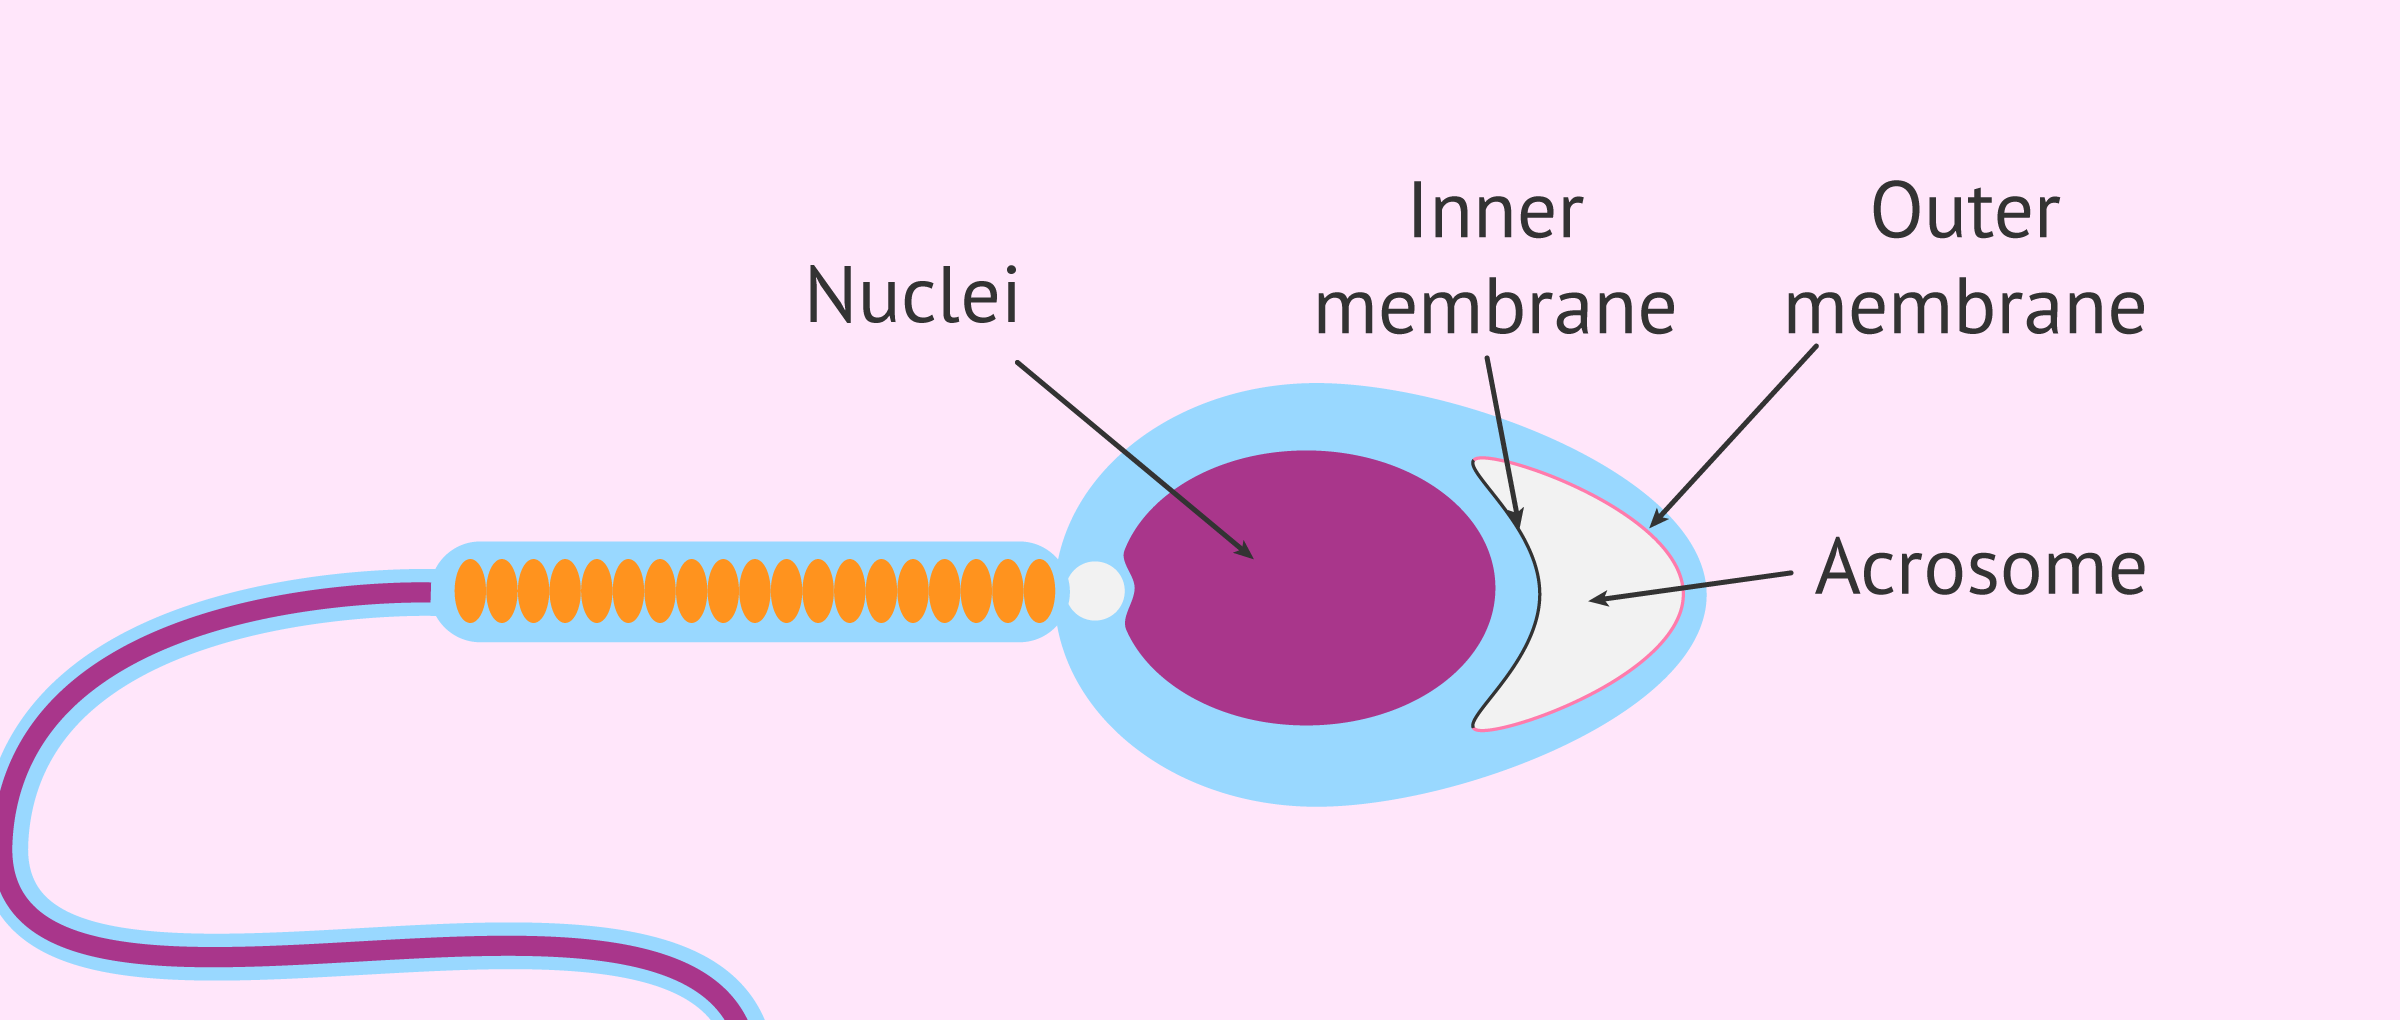 Nuclei
Inner
membrane
Outer
membrane
Acrosome